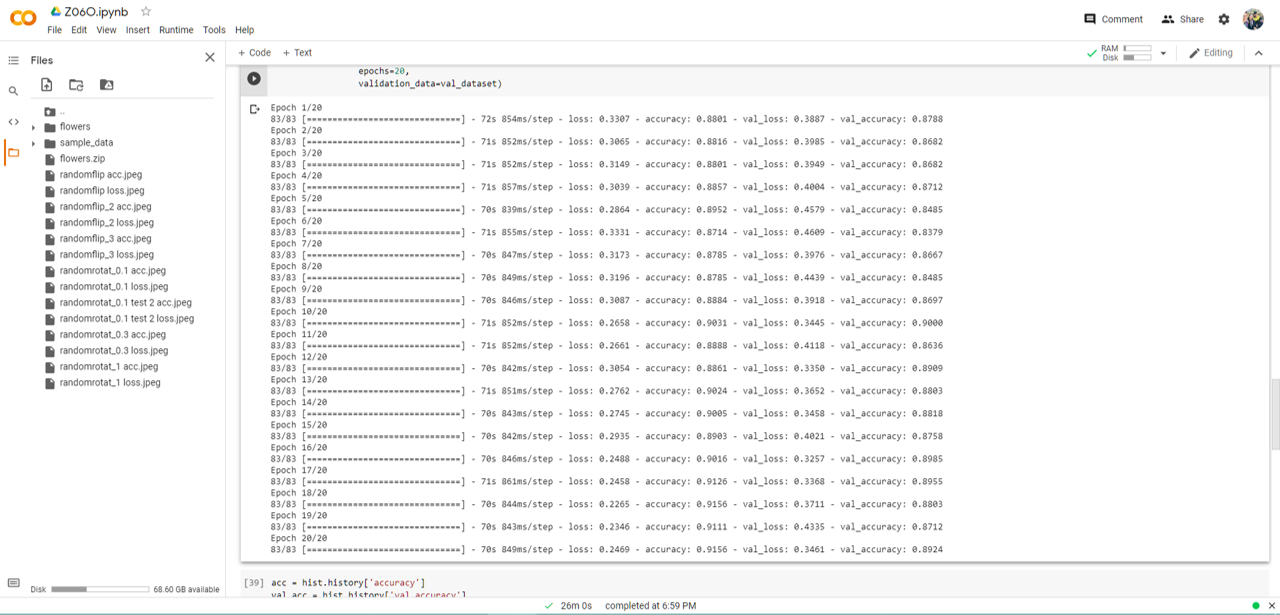 Z06O.ipynb
File Edit View Insert Runtime Tools Help
Comment Share
Files
+ Code + Text
RAM
Disk
Editing
..
flowers
sample_data
flowers.zip
randomflip acc.jpeg
randomflip loss.jpeg
randomflip_2 acc.jpeg
randomflip_2 loss.jpeg
randomflip_3 acc.jpeg
randomflip_3 loss.jpeg
randomrotat_0.1 acc.jpeg
randomrotat_0.1 loss.jpeg
randomrotat_0.1 test 2 acc.jpeg
randomrotat_0.1 test 2 loss.jpeg
randomrotat_0.3 acc.jpeg
randomrotat_0.3 loss.jpeg
randomrotat_1 acc.jpeg
randomrotat_1 loss.jpeg
Disk 68.60 GB available
epochs=20,
validation_data=val_dataset)
Epoch 1/20
83/83 [==============================] - 72s 854ms/step - loss: 0.3307 - accuracy: 0.8801 - val_loss: 0.3887 - val_accuracy: 0.8788
Epoch 2/20
83/83 [==============================] - 71s 852ms/step - loss: 0.3065 - accuracy: 0.8816 - val_loss: 0.3985 - val_accuracy: 0.8682
Epoch 3/20
83/83 [==============================] - 71s 852ms/step - loss: 0.3149 - accuracy: 0.8801 - val_loss: 0.3949 - val_accuracy: 0.8682
Epoch 4/20
83/83 [==============================] - 71s 857ms/step - loss: 0.3039 - accuracy: 0.8857 - val_loss: 0.4004 - val_accuracy: 0.8712
Epoch 5/20
83/83 [==============================] - 70s 839ms/step - loss: 0.2864 - accuracy: 0.8952 - val_loss: 0.4579 - val_accuracy: 0.8485
Epoch 6/20
83/83 [==============================] - 71s 855ms/step - loss: 0.3331 - accuracy: 0.8714 - val_loss: 0.4609 - val_accuracy: 0.8379
Epoch 7/20
83/83 [==============================] - 70s 847ms/step - loss: 0.3173 - accuracy: 0.8785 - val_loss: 0.3976 - val_accuracy: 0.8667
Epoch 8/20
83/83 [==============================] - 70s 849ms/step - loss: 0.3196 - accuracy: 0.8785 - val_loss: 0.4439 - val_accuracy: 0.8485
Epoch 9/20
83/83 [==============================] - 70s 846ms/step - loss: 0.3087 - accuracy: 0.8884 - val_loss: 0.3918 - val_accuracy: 0.8697
Epoch 10/20
83/83 [==============================] - 71s 852ms/step - loss: 0.2658 - accuracy: 0.9031 - val_loss: 0.3445 - val_accuracy: 0.9000
Epoch 11/20
83/83 [==============================] - 71s 852ms/step - loss: 0.2661 - accuracy: 0.8888 - val_loss: 0.4118 - val_accuracy: 0.8636
Epoch 12/20
83/83 [==============================] - 70s 842ms/step - loss: 0.3054 - accuracy: 0.8861 - val_loss: 0.3350 - val_accuracy: 0.8909
Epoch 13/20
83/83 [==============================] - 71s 851ms/step - loss: 0.2762 - accuracy: 0.9024 - val_loss: 0.3652 - val_accuracy: 0.8803
Epoch 14/20
83/83 [==============================] - 70s 843ms/step - loss: 0.2745 - accuracy: 0.9005 - val_loss: 0.3458 - val_accuracy: 0.8818
Epoch 15/20
83/83 [==============================] - 70s 842ms/step - loss: 0.2935 - accuracy: 0.8903 - val_loss: 0.4021 - val_accuracy: 0.8758
Epoch 16/20
83/83 [==============================] - 70s 846ms/step - loss: 0.2488 - accuracy: 0.9016 - val_loss: 0.3257 - val_accuracy: 0.8985
Epoch 17/20
83/83 [==============================] - 71s 861ms/step - loss: 0.2458 - accuracy: 0.9126 - val_loss: 0.3368 - val_accuracy: 0.8955
Epoch 18/20
83/83 [==============================] - 70s 844ms/step - loss: 0.2265 - accuracy: 0.9156 - val_loss: 0.3711 - val_accuracy: 0.8803
Epoch 19/20
83/83 [==============================] - 70s 843ms/step - loss: 0.2346 - accuracy: 0.9111 - val_loss: 0.4335 - val_accuracy: 0.8712
Epoch 20/20
83/83 [==============================] - 70s 849ms/step - loss: 0.2469 - accuracy: 0.9156 - val_loss: 0.3461 - val_accuracy: 0.8924
[39] acc = hist.history['accuracy']
val_acc = hist.history['val_accuracy']
26m 0s completed at 6:59 PM